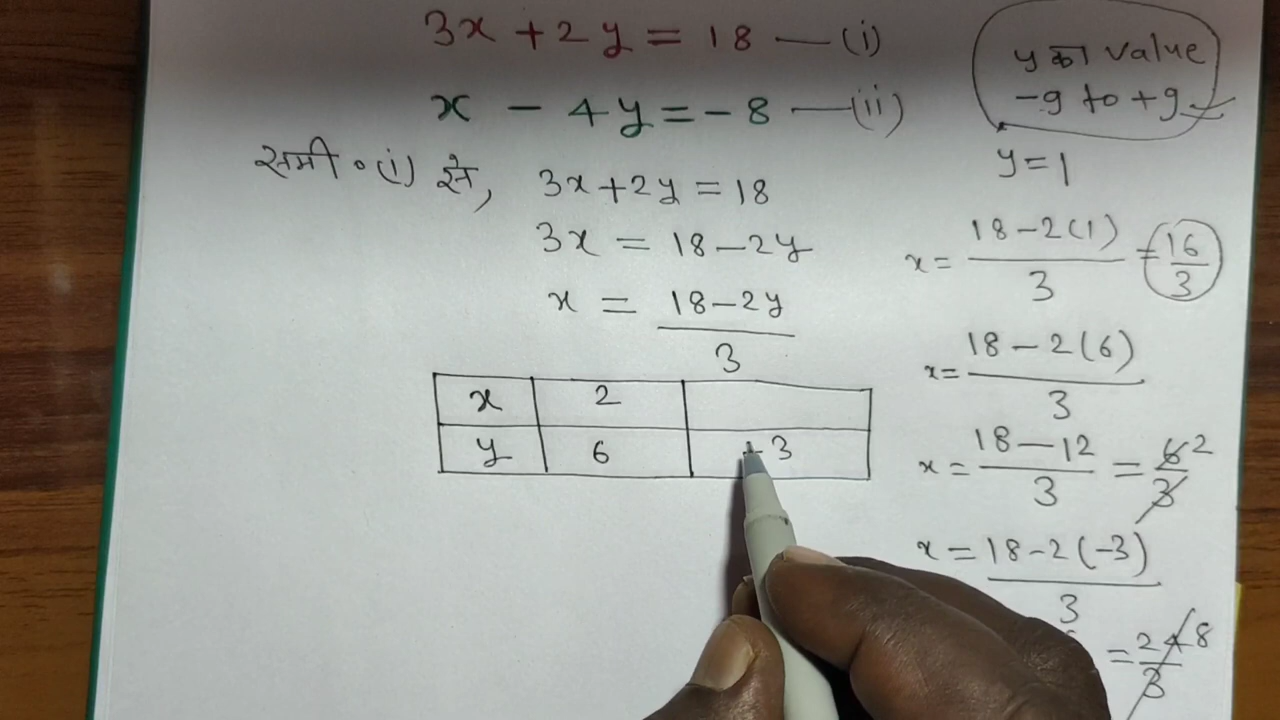 3x + 2y = 18 — (i)
x - 4y = -8 — (ii)
समी० (i) से, 3x + 2y = 18
3x = 18 - 2y
x = 18 - 2y / 3
x 2
y 6 -3
y का value
-9 to +9
y = 1
x = 18 - 2(1) / 3 = 16/3
x = 18 - 2(6) / 3
x = 18 - 12 / 3 = 6/3 2
x = 18 - 2(-3) / 3
= 24/3 8